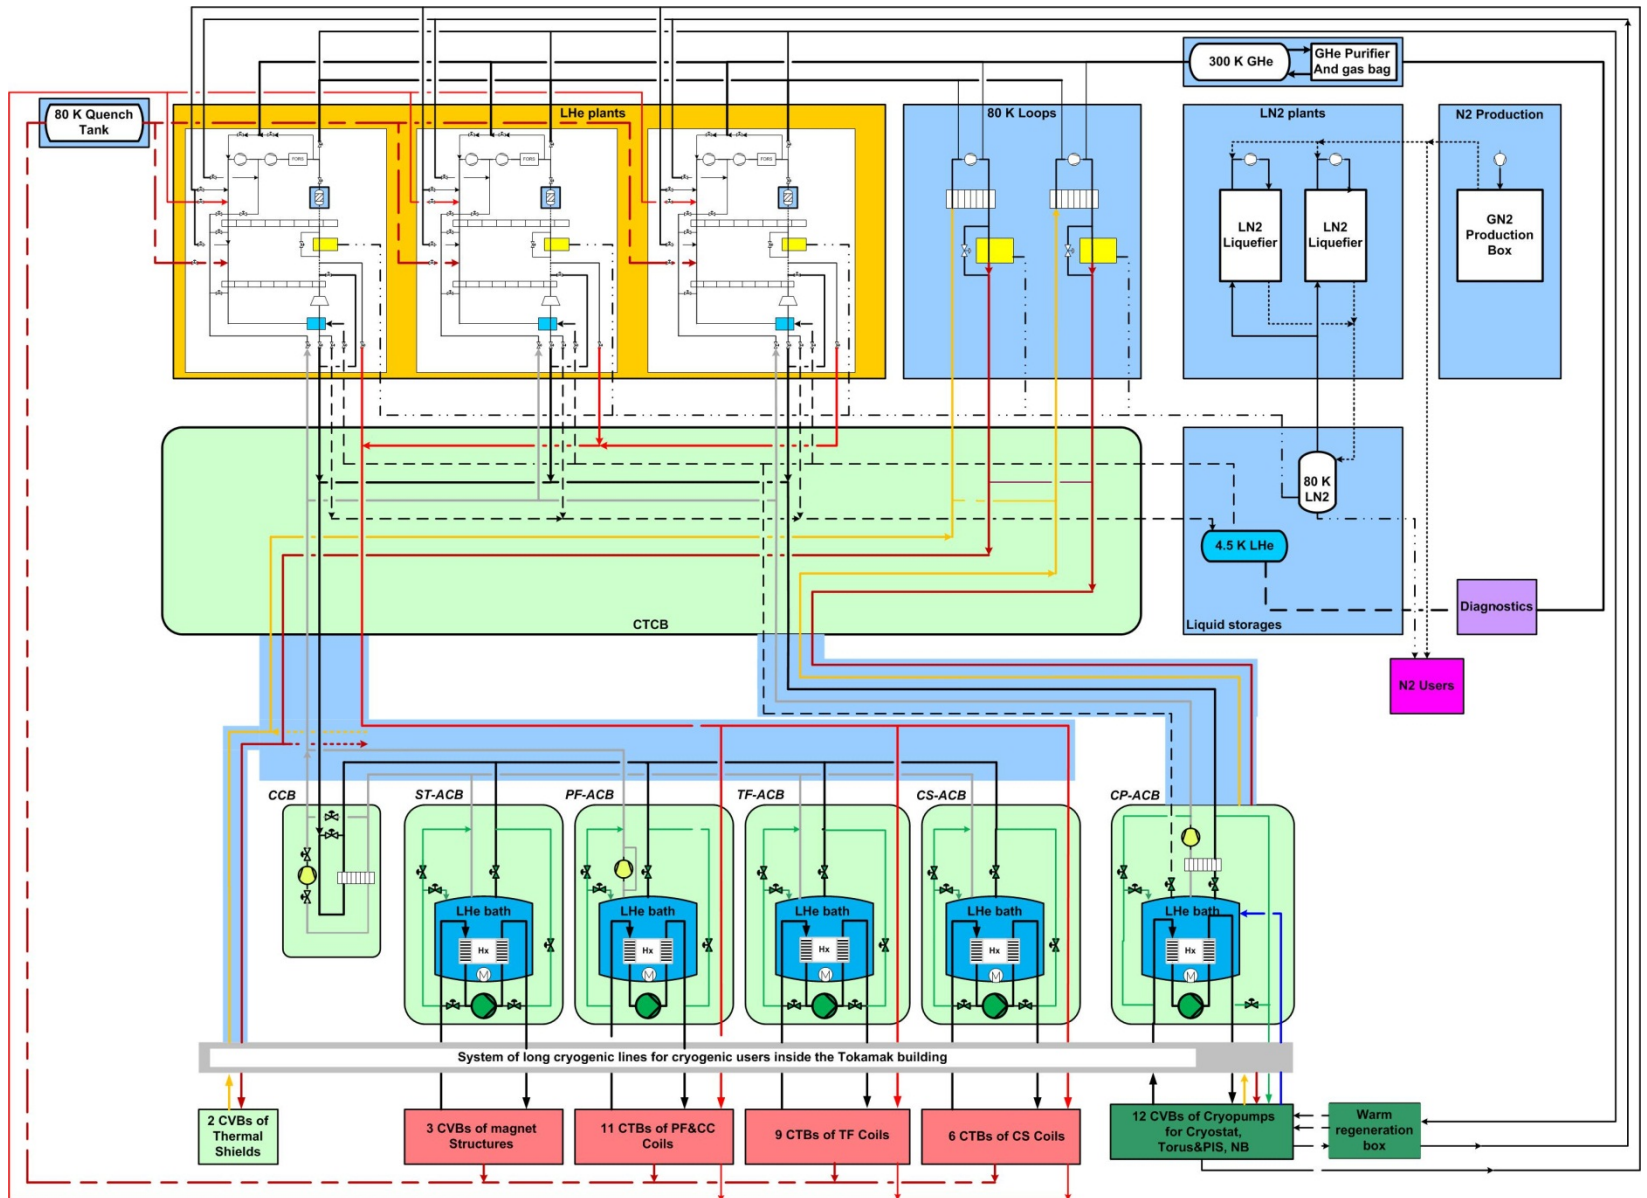 300 K GHe
GHe Purifier
And gas bag
80 K Quench
Tank
LHe plants
80 K Loops
LN2 plants
N2 Production
FORS
FORS
FORS
LN2
Liquefier
LN2
Liquefier
GN2
Production
Box
80 K
LN2
4.5 K LHe
Liquid storages
Diagnostics
N2 Users
CTCB
CCB
ST-ACB
PF-ACB
TF-ACB
CS-ACB
CP-ACB
LHe bath
LHe bath
LHe bath
LHe bath
LHe bath
Hx
Hx
Hx
Hx
Hx
M
M
M
M
M
System of long cryogenic lines for cryogenic users inside the Tokamak building
2 CVBs of
Thermal
Shields
3 CVBs of magnet
Structures
11 CTBs of PF&CC
Coils
9 CTBs of TF Coils
6 CTBs of CS Coils
12 CVBs of Cryopumps
for Cryostat,
Torus&PIS, NB
Warm
regeneration
box